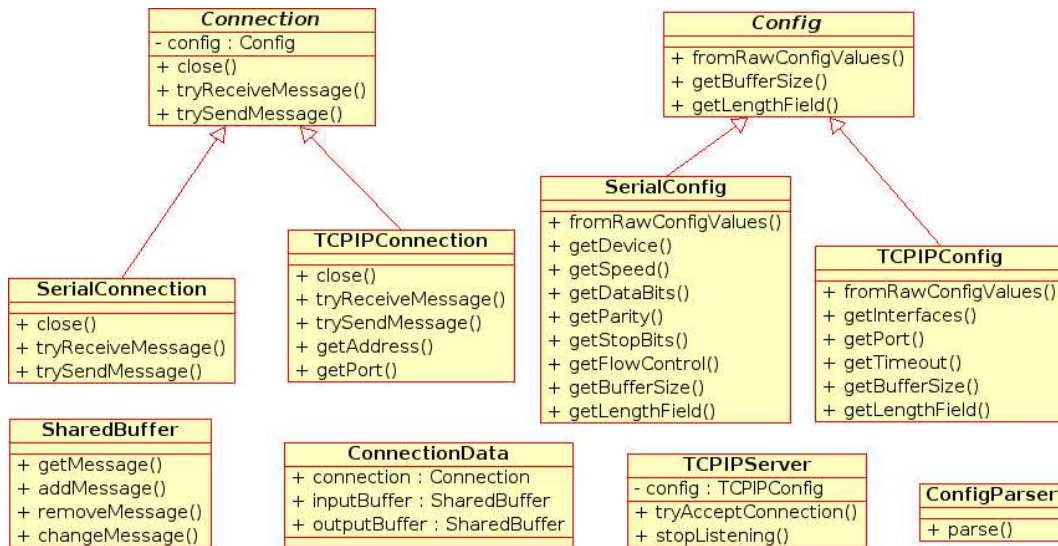 Connection
- config : Config
+ close()
+ tryReceiveMessage()
+ trySendMessage()
Config
+ fromRawConfigValues()
+ getBufferSize()
+ getLengthField()
SerialConnection
+ close()
+ tryReceiveMessage()
+ trySendMessage()
TCPIPConnection
+ close()
+ tryReceiveMessage()
+ trySendMessage()
+ getAddress()
+ getPort()
SerialConfig
+ fromRawConfigValues()
+ getDevice()
+ getSpeed()
+ getDataBits()
+ getParity()
+ getStopBits()
+ getFlowControl()
+ getBufferSize()
+ getLengthField()
TCPIPConfig
+ fromRawConfigValues()
+ getInterfaces()
+ getPort()
+ getTimeout()
+ getBufferSize()
+ getLengthField()
SharedBuffer
+ getMessage()
+ addMessage()
+ removeMessage()
+ changeMessage()
ConnectionData
+ connection : Connection
+ inputBuffer : SharedBuffer
+ outputBuffer : SharedBuffer
TCPIPServer
- config : TCPIPConfig
+ tryAcceptConnection()
+ stopListening()
ConfigParser
+ parse()